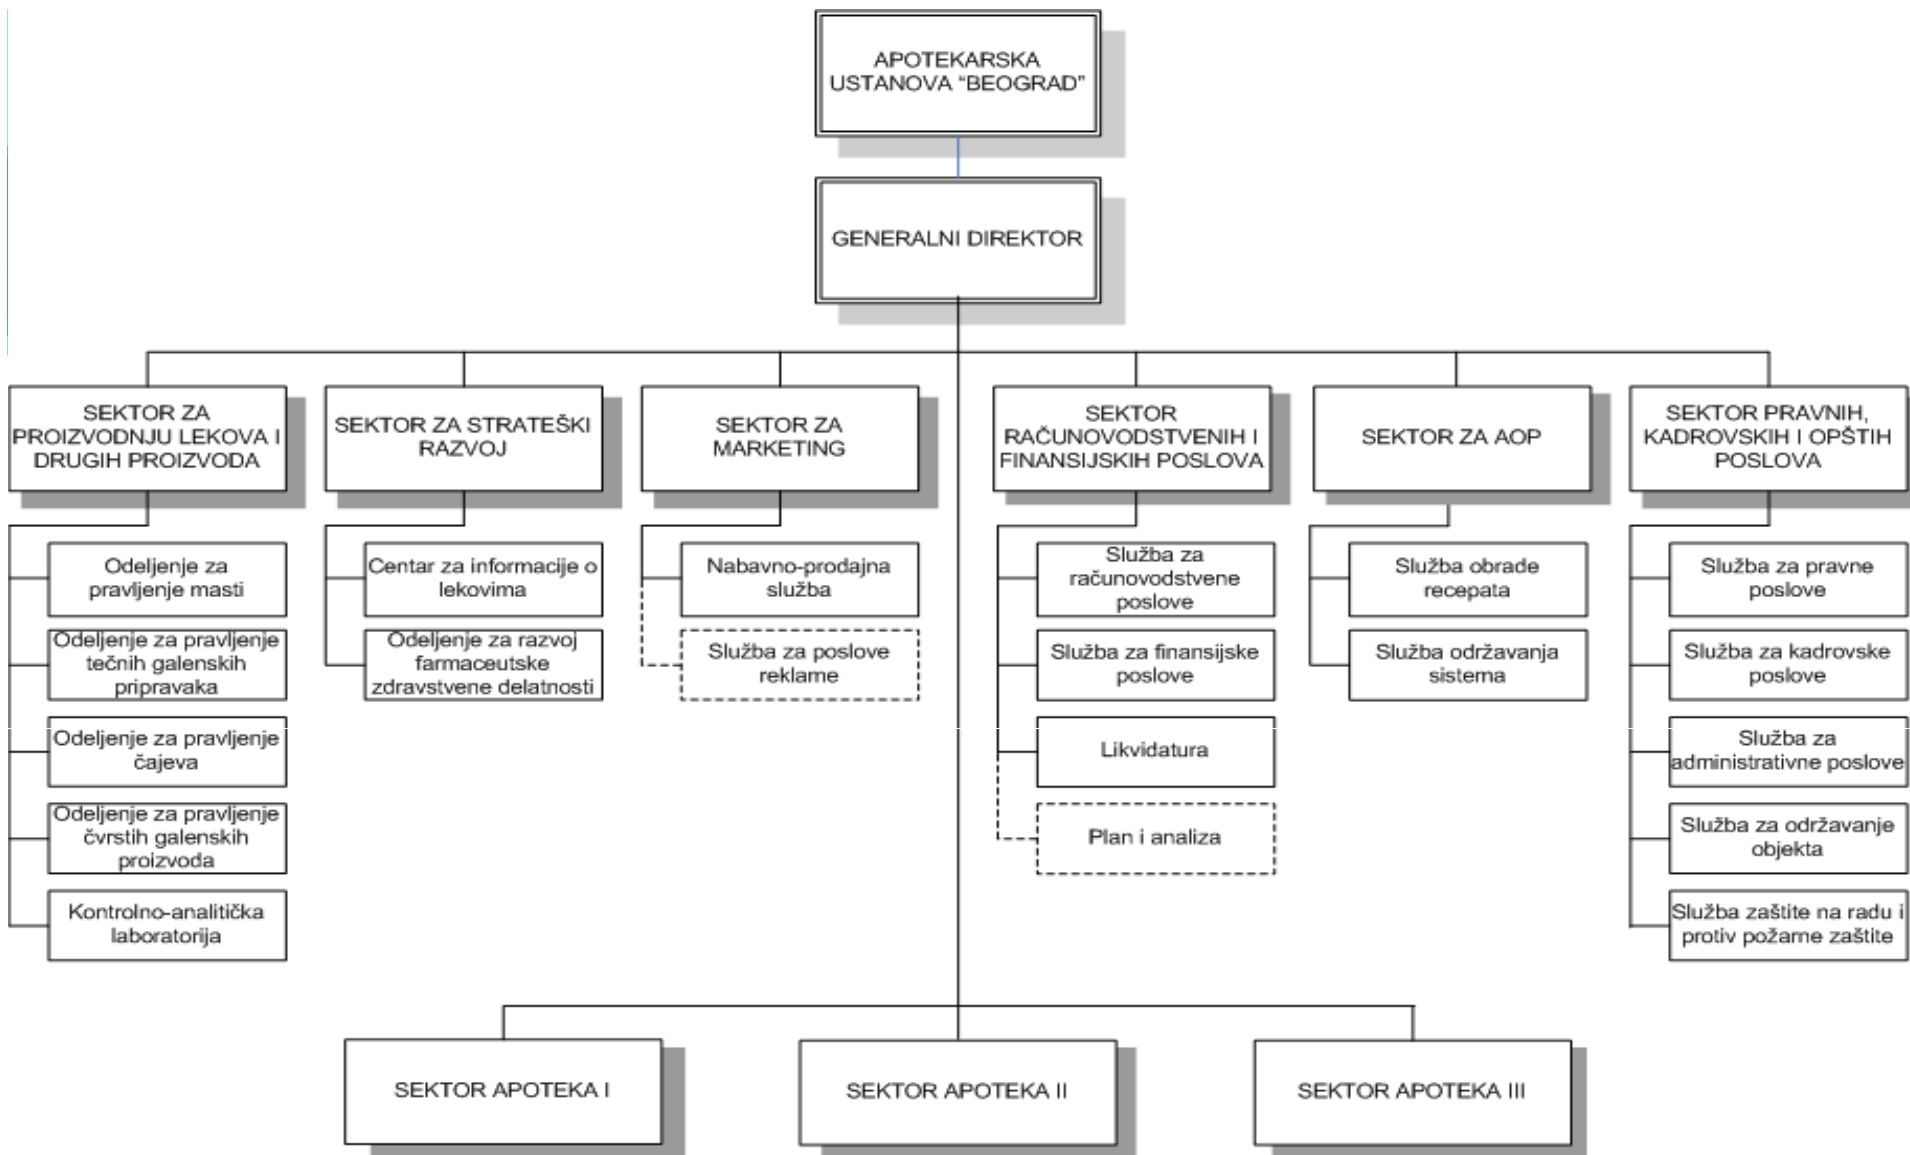 APOTEKARSKA
USTANOVA "BEOGRAD"
GENERALNI DIREKTOR
SEKTOR ZA
PROIZVODNJU LEKOVA I
DRUGIH PROIZVODA
Odeljenje za
pravljenje masti
Odeljenje za pravljenje
tečnih galenskih
pripravaka
Odeljenje za pravljenje
čajeva
Odeljenje za pravljenje
čvrstih galenskih
proizvoda
Kontrolno-analitička
laboratorija
SEKTOR ZA STRATEŠKI
RAZVOJ
Centar za informacije o
lekovima
Odeljenje za razvoj
farmaceutske
zdravstvene delatnosti
SEKTOR ZA
MARKETING
Nabavno-prodajna
služba
Služba za poslove
reklame
SEKTOR
RAČUNOVODSTVENIH I
FINANSIJSKIH POSLOVA
Služba za
računovodstvene
poslove
Služba za finansijske
poslove
Likvidatura
Plan i analiza
SEKTOR ZA AOP
Služba obrade
recepata
Služba održavanja
sistema
SEKTOR PRAVNIH,
KADROVSKIH I OPŠTIH
POSLOVA
Služba za pravne
poslove
Služba za kadrovske
poslove
Služba za
administrativne poslove
Služba za održavanje
objekta
Služba zaštite na radu i
protiv požarne zaštite
SEKTOR APOTEKA I
SEKTOR APOTEKA II
SEKTOR APOTEKA III